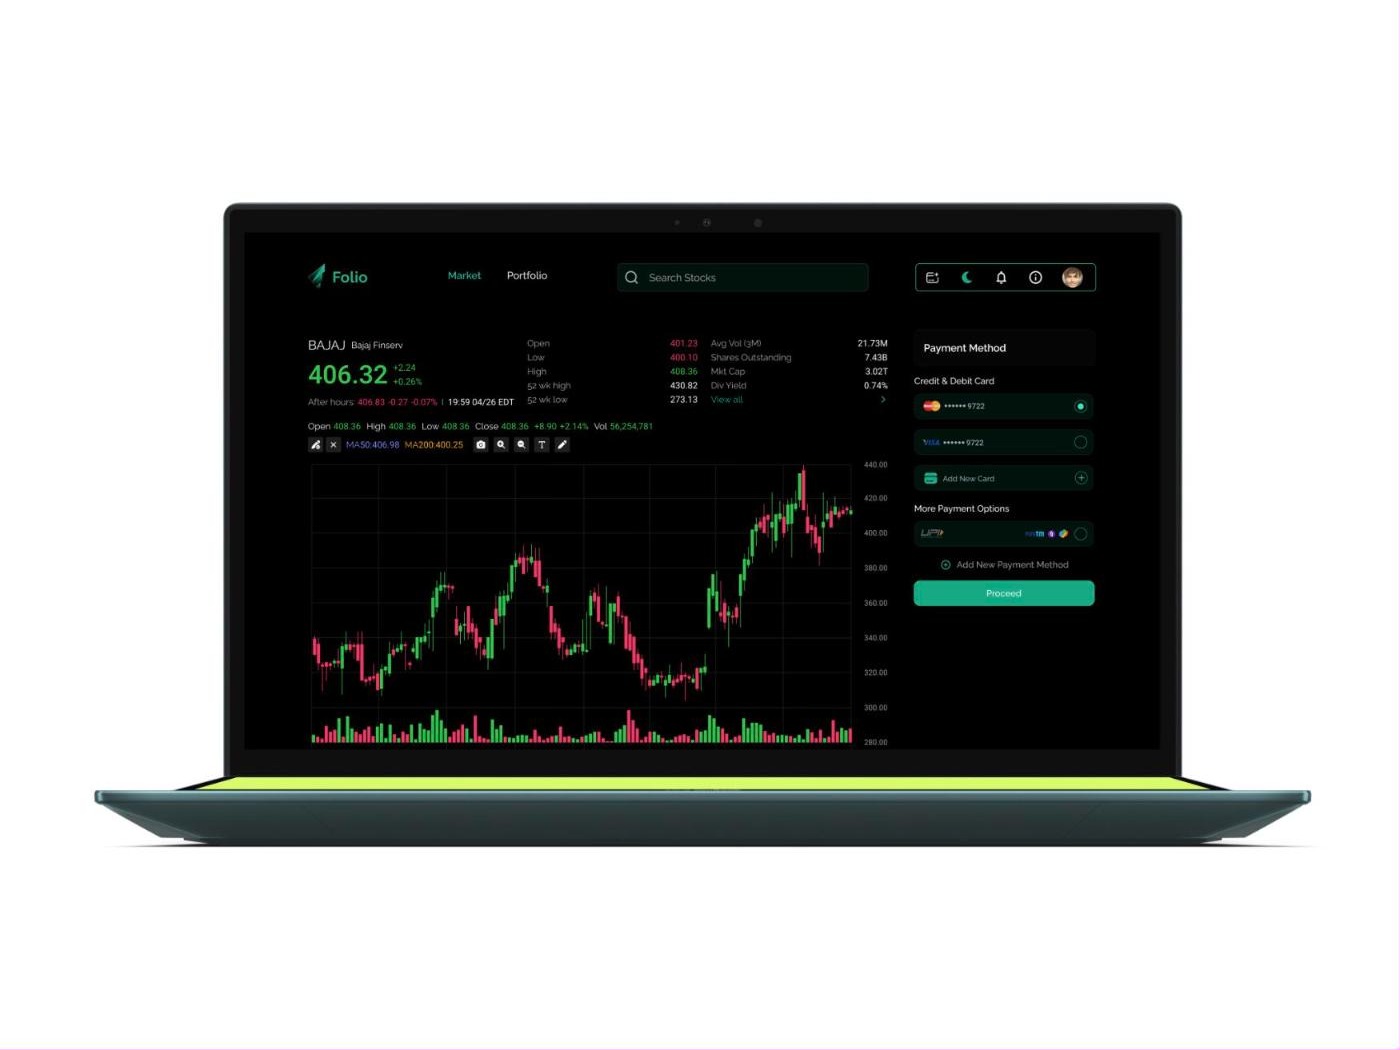 Folio
Market
Portfolio
Search Stocks
BAJAJ Bajaj Finserv
406.32
+2.24
+0.26%
After hours: 406.83 -0.27 -0.07% | 19:59 04/26 EDT
Open 401.23
Low 400.10
High 408.36
52 wk high 430.82
52 wk low 273.13
Avg Vol (3M) 21.73M
Shares Outstanding 7.43B
Mkt Cap 3.02T
Div Yield 0.74%
View all
Open 408.36 High 408.36 Low 408.36 Close 408.36 +8.90 +2.14% Vol 56,254,781
MA50:406.98 MA200:400.25
T
440.00
420.00
400.00
380.00
360.00
340.00
320.00
300.00
280.00
Payment Method
Credit & Debit Card
•••••• 9722
VISA •••••• 9722
Add New Card
More Payment Options
UPI paytm
Add New Payment Method
Proceed